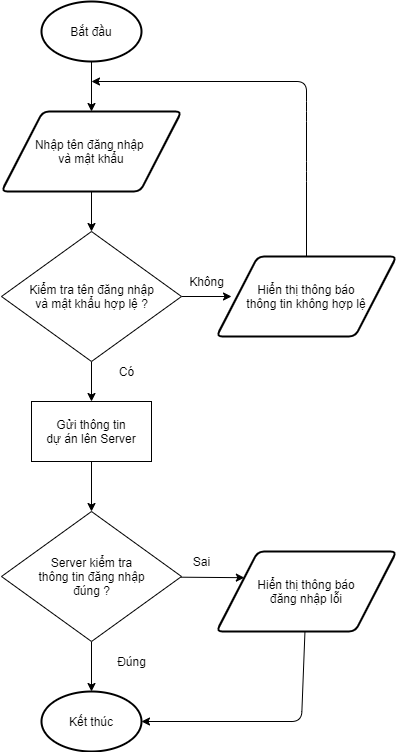 Bắt đầu
Nhập tên đăng nhập
và mật khẩu
Kiểm tra tên đăng nhập
và mật khẩu hợp lệ ?
Không
Hiển thị thông báo
thông tin không hợp lệ
Có
Gửi thông tin
dự án lên Server
Server kiểm tra
thông tin đăng nhập
đúng ?
Sai
Hiển thị thông báo
đăng nhập lỗi
Đúng
Kết thúc